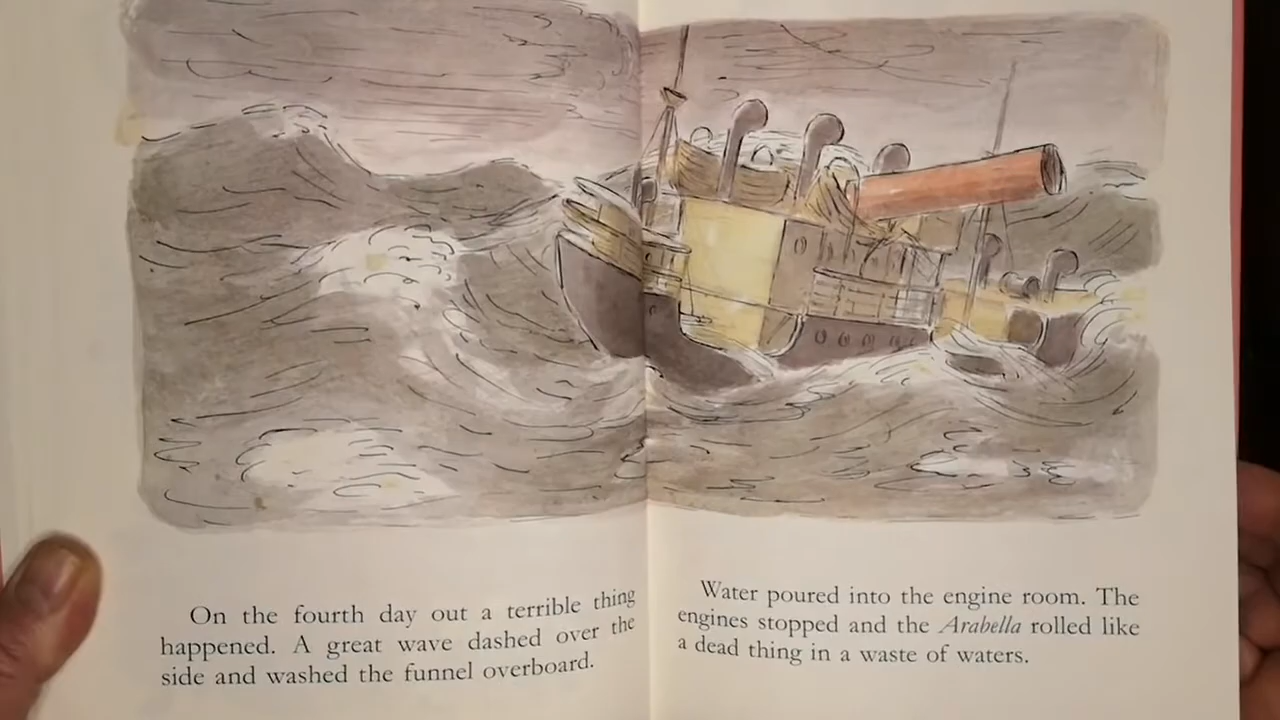 On the fourth day out a terrible thing
happened. A great wave dashed over the
side and washed the funnel overboard.
Water poured into the engine room. The
engines stopped and the Arabella rolled like
a dead thing in a waste of waters.